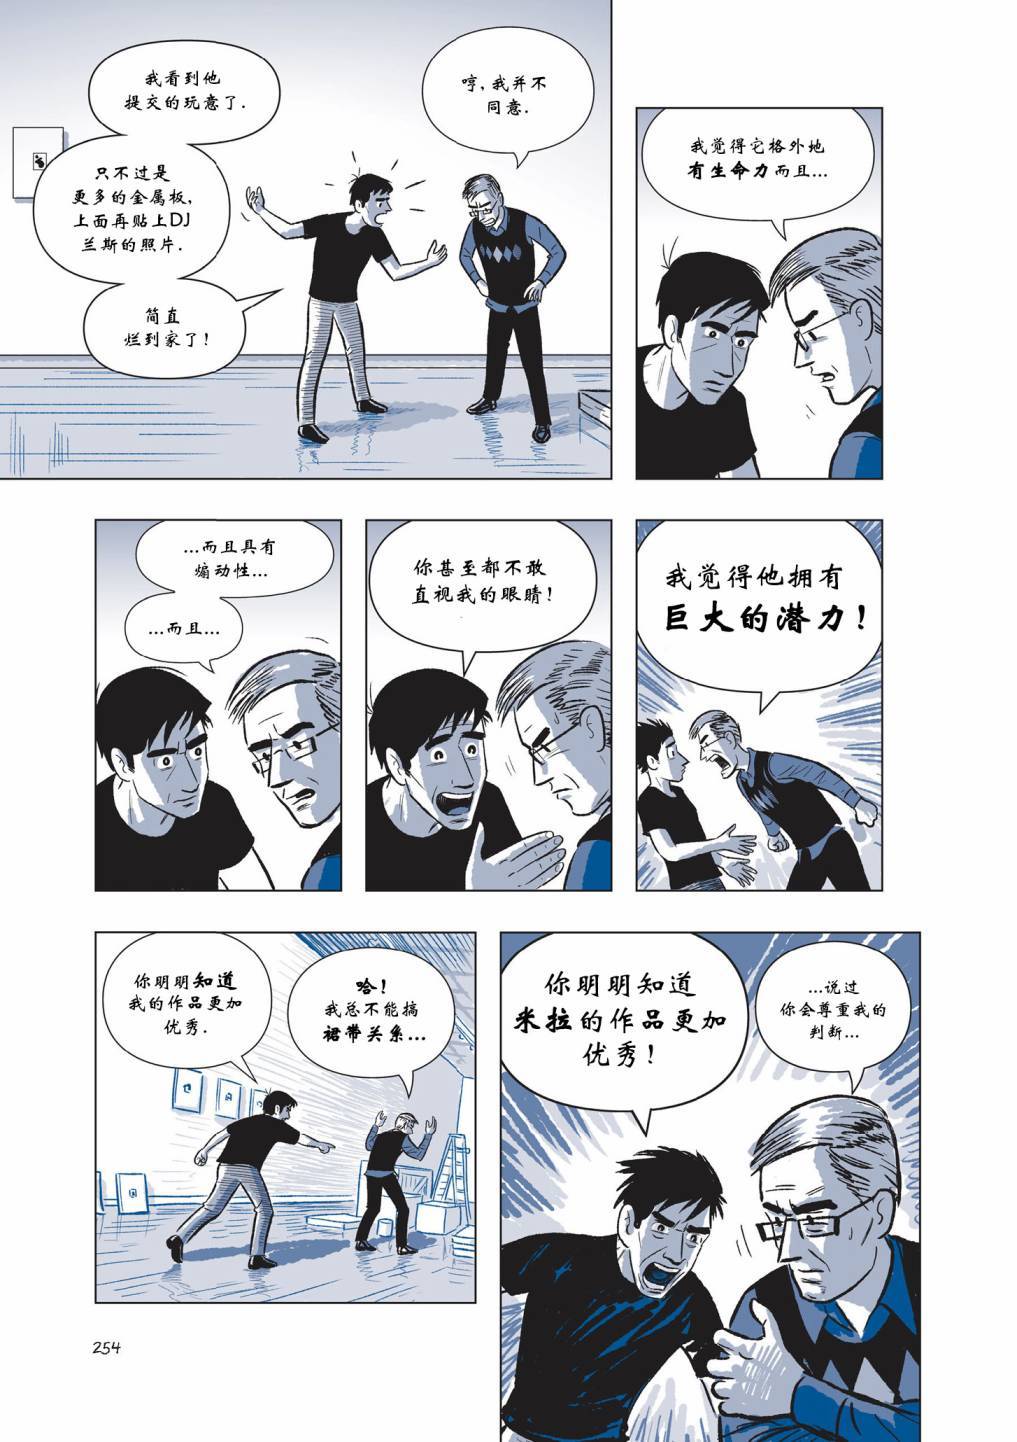 我看到他
提交的玩意了.
只不过是
更多的金属板,
上面再贴上DJ
兰斯的照片.
简直
烂到家了!
哼,我并不
同意.
我觉得它格外地
有生命力而且...
...而且具有
煽动性...
...而且...
你甚至都不敢
直视我的眼睛!
我觉得他拥有
巨大的潜力!
你明明知道
我的作品更加
优秀.
哈!
我总不能搞
裙带关系...
你明明知道
米拉的作品更加
优秀!
...说过
你会尊重我的
判断...
254